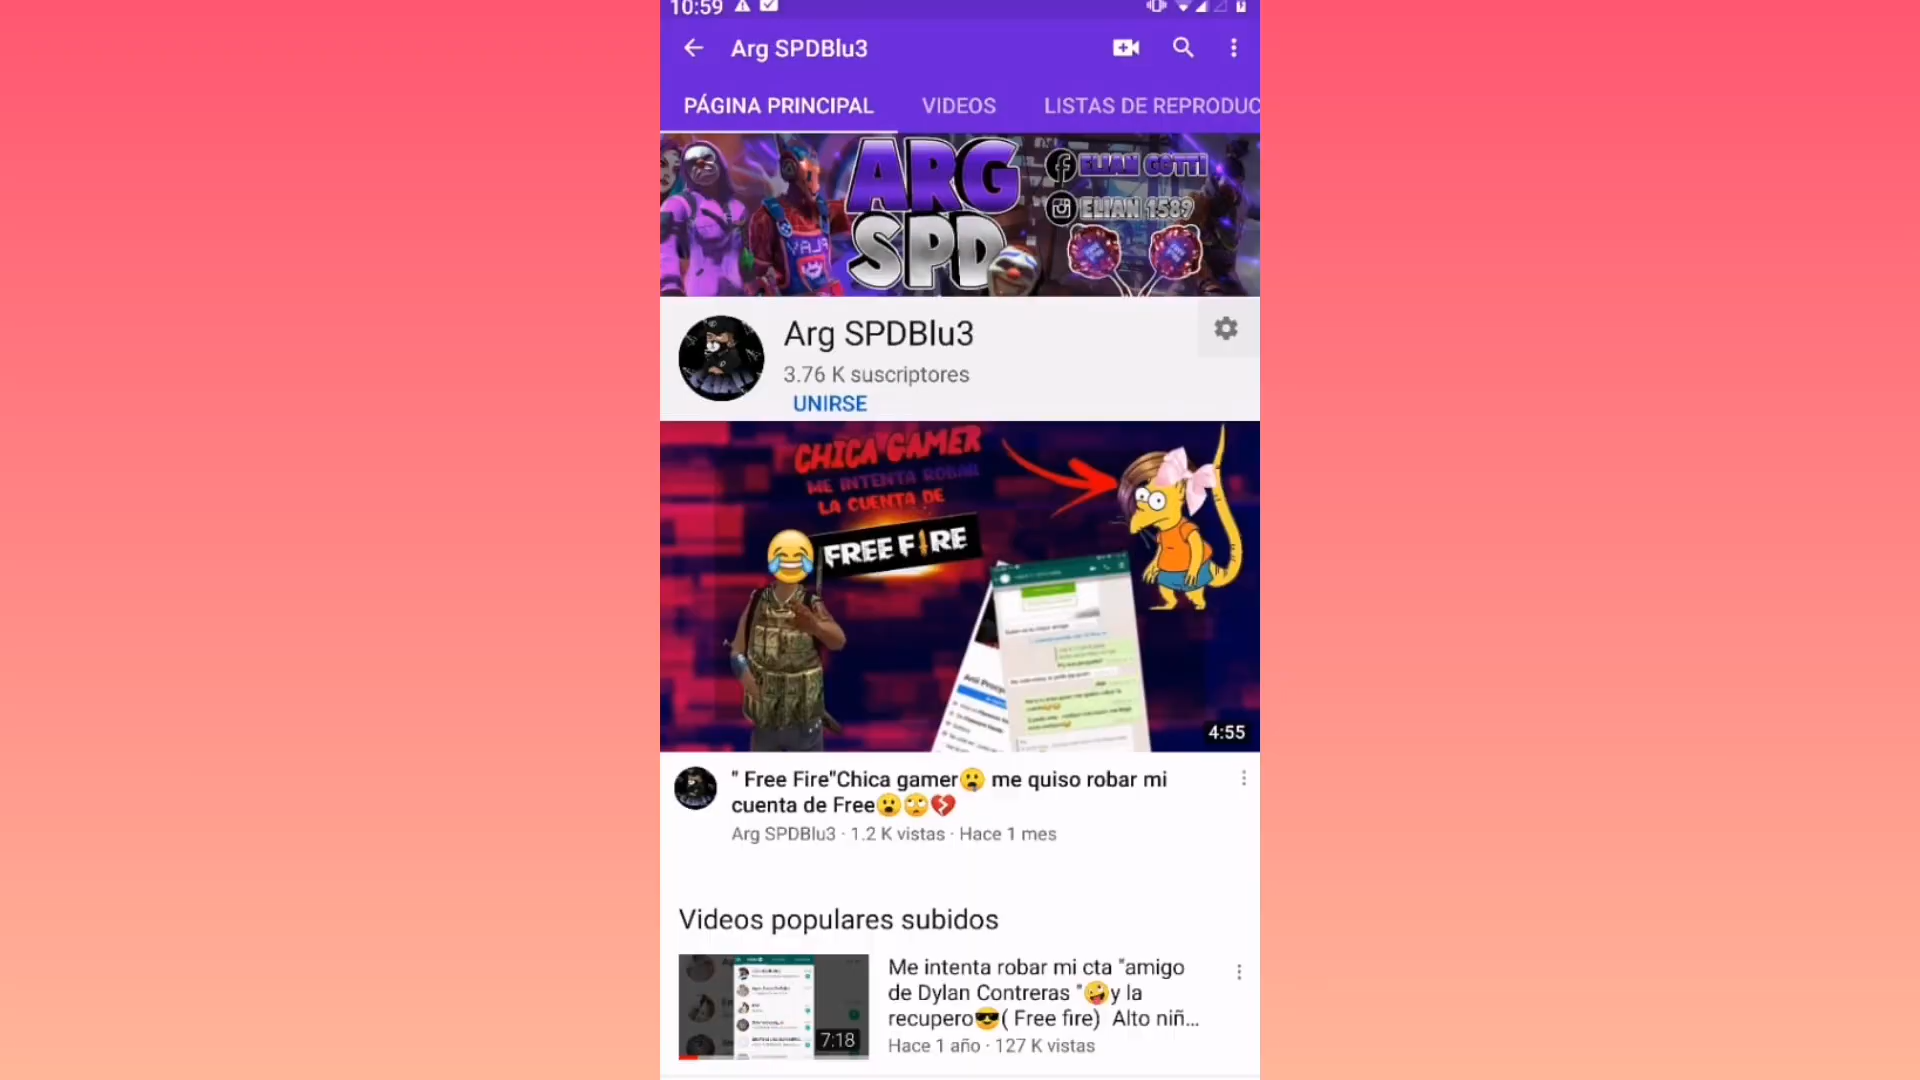 10:59
Arg SPDBlu3
PÁGINA PRINCIPAL VIDEOS LISTAS DE REPRODUC
ARG
SPD
ELIAN GOTTI
ELIAN 1589
Arg SPDBlu3
3.76 K suscriptores
UNIRSE
CHICA GAMER
ME INTENTA ROBAR
LA CUENTA DE
FREE FIRE
4:55
" Free Fire"Chica gamer😲 me quiso robar mi
cuenta de Free😮🙄💔
Arg SPDBlu3 · 1.2 K vistas · Hace 1 mes
Videos populares subidos
7:18
Me intenta robar mi cta "amigo
de Dylan Contreras "🤪y la
recupero😎( Free fire) Alto niñ...
Hace 1 año · 127 K vistas